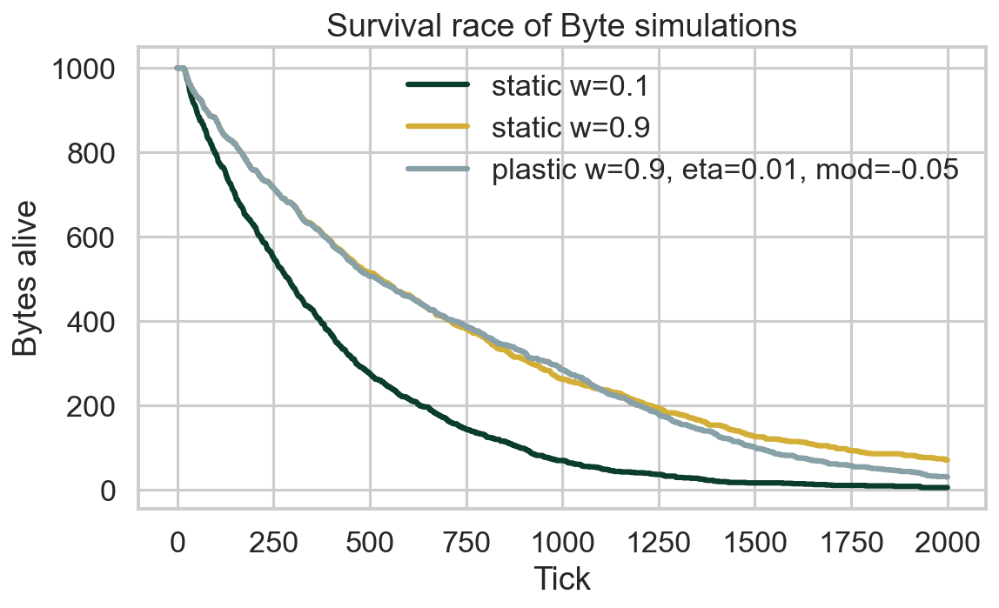 Survival race of Byte simulations
1000
800
600
400
200
0
Bytes alive
static w=0.1
static w=0.9
plastic w=0.9, eta=0.01, mod=-0.05
0 250 500 750 1000 1250 1500 1750 2000
Tick